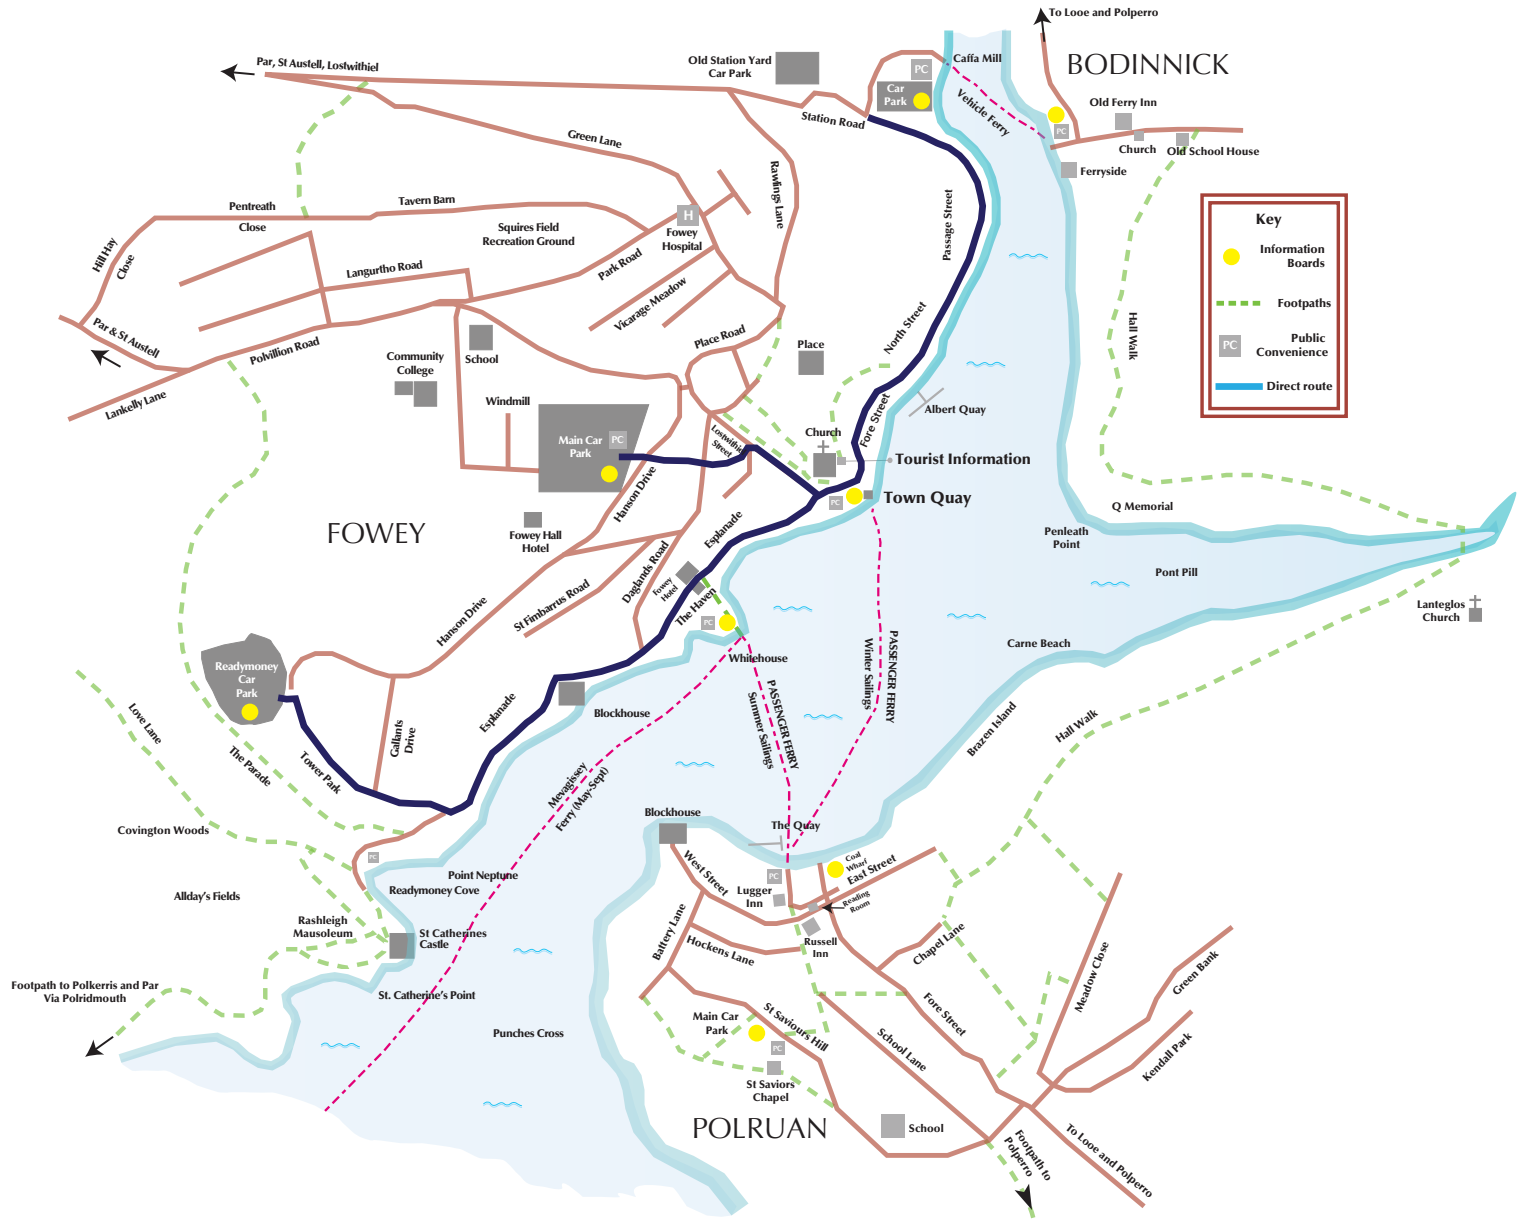 To Looe and Polperro
BODINNICK
Caffa Mill
Vehicle Ferry
PC
Car
Park
Old Station Yard
Car Park
Par, St Austell, Lostwithiel
Station Road
Green Lane
Old Ferry Inn
PC
Church
Old School House
Ferryside
Rawlings Lane
Passage Street
Pentreath
Close
Tavern Barn
Squires Field
Recreation Ground
H
Fowey
Hospital
Park Road
Hill Hay
Close
Langurtho Road
Vicarage Meadow
Key
Information
Boards
Footpaths
PC
Public
Convenience
Direct route
Hall Walk
North Street
Par & St Austell
Polvillion Road
Lankelly Lane
Community
College
School
Place Road
Place
Windmill
Main Car
Park
PC
Lostwithiel
Street
Church
Fore Street
Albert Quay
Tourist Information
Town Quay
PC
Hanson Drive
FOWEY
Fowey Hall
Hotel
Esplanade
Q Memorial
Penleath
Point
Pont Pill
Lanteglos
Church
Daglands Road
Fowey
Hotel
The Haven
PC
St Fimbarrus Road
Hanson Drive
Whitehouse
Carne Beach
PASSENGER FERRY
Winter Sailings
PASSENGER FERRY
Summer Sailings
Readymoney
Car
Park
Love Lane
The Parade
Tower Park
Gallants
Drive
Esplanade
Blockhouse
Brazen Island
Hall Walk
Mevagissey
Ferry (May-Sept)
Covington Woods
PC
Point Neptune
Readymoney Cove
Allday's Fields
Rashleigh
Mausoleum
St Catherines
Castle
Footpath to Polkerris and Par
Via Polridmouth
St. Catherine's Point
Punches Cross
Blockhouse
The Quay
West Street
PC
Lugger
Inn
Coal
Wharf
East Street
Reading
Room
Russell
Inn
Battery Lane
Hockens Lane
Chapel Lane
Meadow Close
Green Bank
Fore Street
Main Car
Park
St Saviours Hill
PC
School Lane
Kendall Park
St Saviors
Chapel
POLRUAN
School
Footpath to
Polperro
To Looe and Polperro